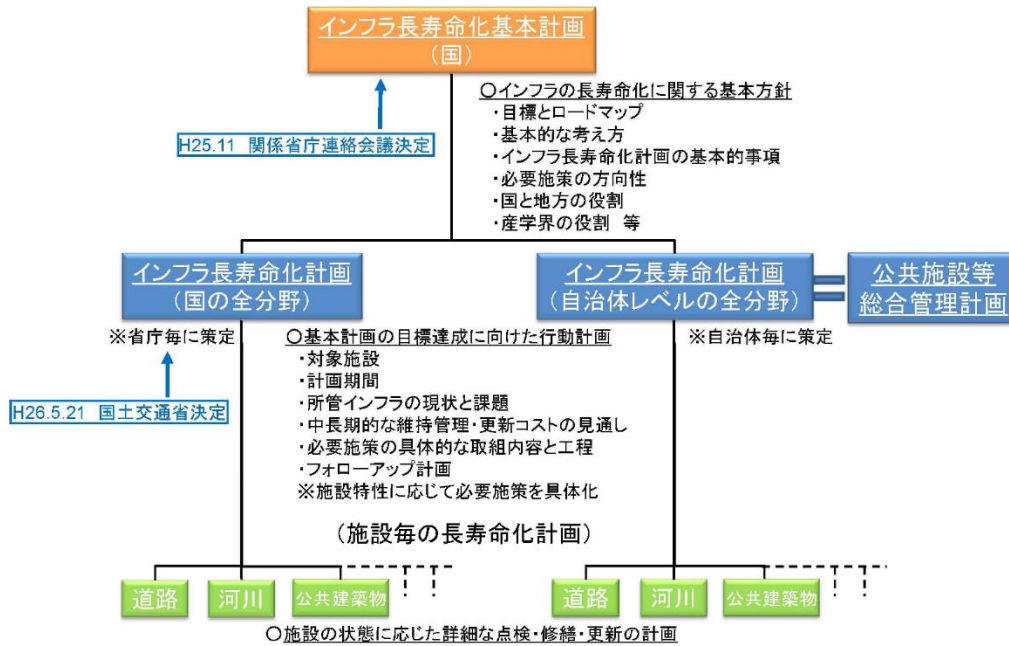 インフラ長寿命化基本計画
（国）
H25.11　関係省庁連絡会議決定
〇インフラの長寿命化に関する基本方針
・目標とロードマップ
・基本的な考え方
・インフラ長寿命化計画の基本的事項
・必要施策の方向性
・国と地方の役割
・産学界の役割　等
インフラ長寿命化計画
（国の全分野）
インフラ長寿命化計画
（自治体レベルの全分野）
公共施設等
総合管理計画
※省庁毎に策定
※自治体毎に策定
H26.5.21　国土交通省決定
〇基本計画の目標達成に向けた行動計画
・対象施設
・計画期間
・所管インフラの現状と課題
・中長期的な維持管理・更新コストの見通し
・必要施策の具体的な取組内容と工程
・フォローアップ計画
※施設特性に応じて必要施策を具体化
（施設毎の長寿命化計画）
道路
河川
公共建築物
道路
河川
公共建築物
〇施設の状態に応じた詳細な点検・修繕・更新の計画